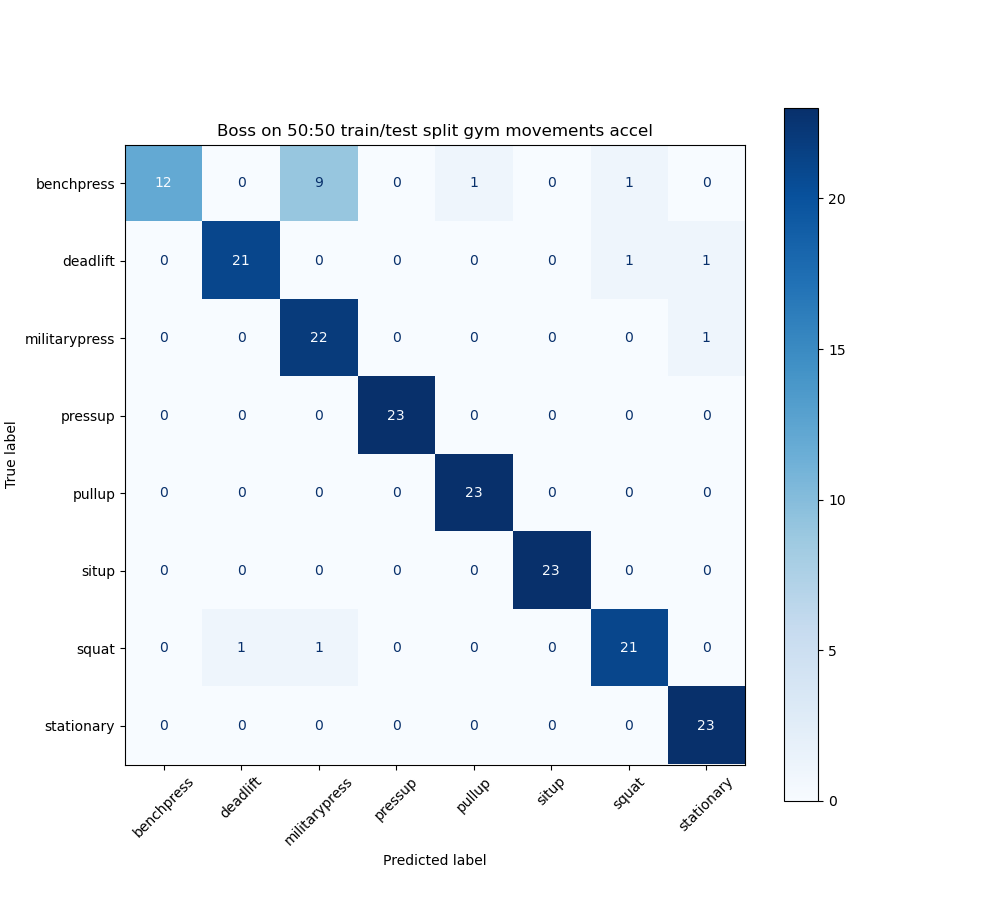 Boss on 50:50 train/test split gym movements accel
benchpress 12 0 9 0 1 0 1 0
deadlift 0 21 0 0 0 0 1 1
militarypress 0 0 22 0 0 0 0 1
pressup 0 0 0 23 0 0 0 0
pullup 0 0 0 0 23 0 0 0
situp 0 0 0 0 0 23 0 0
squat 0 1 1 0 0 0 21 0
stationary 0 0 0 0 0 0 0 23
True label
benchpress deadlift militarypress pressup pullup situp squat stationary
Predicted label
20
15
10
5
0